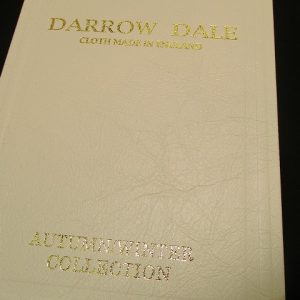 DARROW DALE
CLOTH MADE IN ENGLAND
AUTUMN/WINTER
COLLECTION